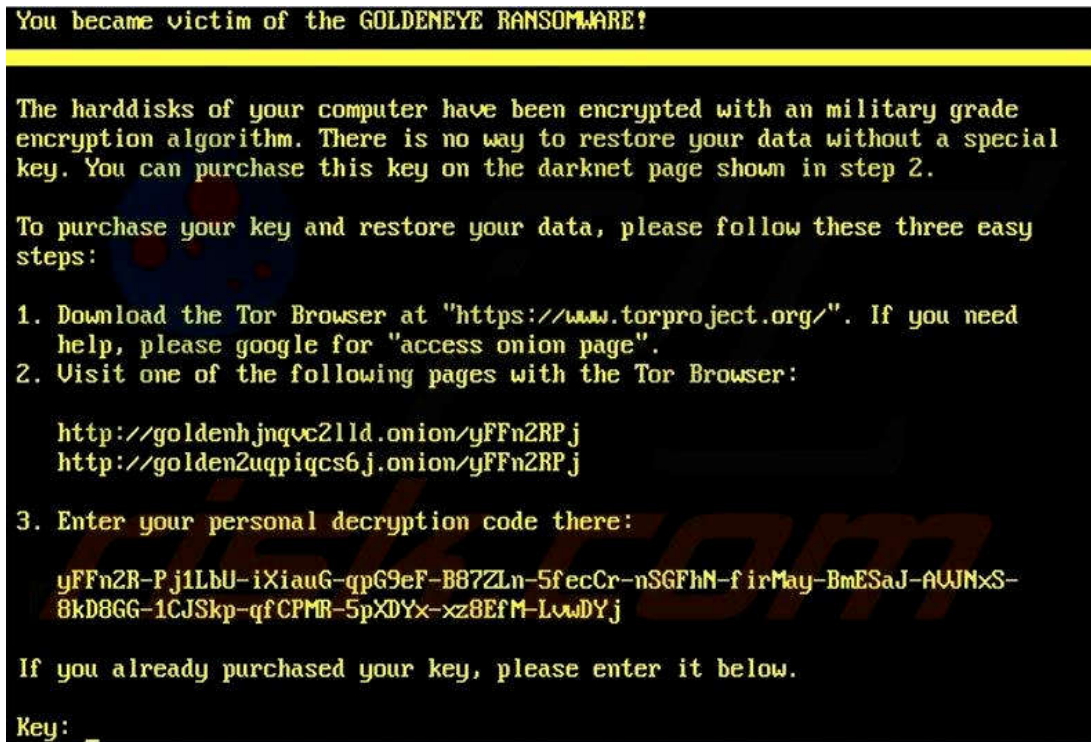 You became victim of the GOLDENEYE RANSOMWARE!
The harddisks of your computer have been encrypted with an military grade
encryption algorithm. There is no way to restore your data without a special
key. You can purchase this key on the darknet page shown in step 2.
To purchase your key and restore your data, please follow these three easy
steps:
1. Download the Tor Browser at "https://www.torproject.org/". If you need
help, please google for "access onion page".
2. Visit one of the following pages with the Tor Browser:
http://goldenhjnqvc2lld.onion/yFFn2RPj
http://golden2uqpiqcs6j.onion/yFFn2RPj
3. Enter your personal decryption code there:
yFFn2R-Pj1LbU-iXiauG-qpG9eF-B87ZLn-5fecCr-nSGFhN-firMay-BmESaJ-AVJNxS-
8kD8GG-1CJSkp-qfCPMR-5pXDYx-xz8EfM-LvwDYj
If you already purchased your key, please enter it below.
Key: _
risk.com